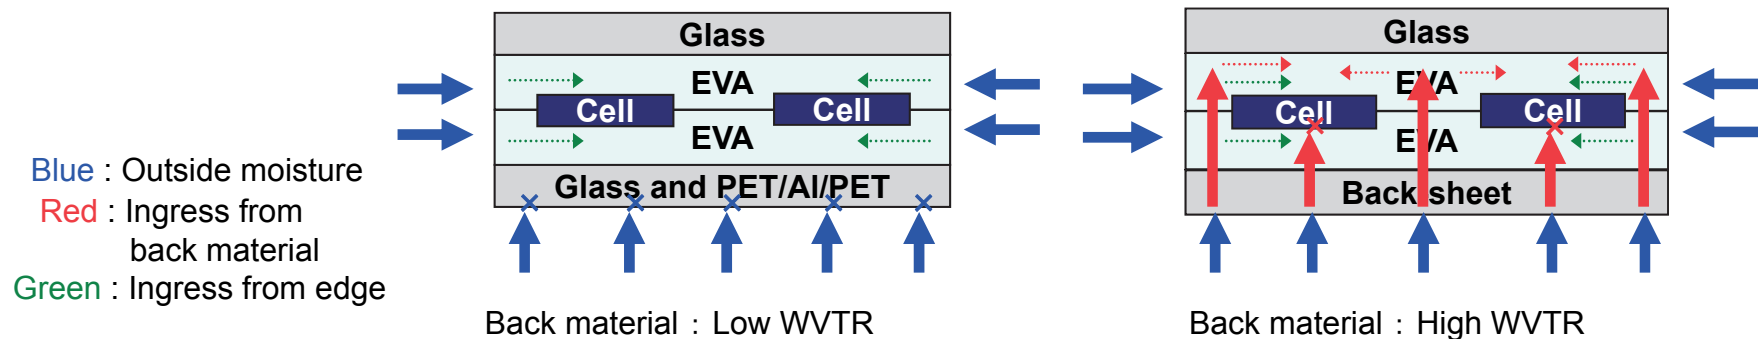 Glass
EVA
Cell
Cell
EVA
Glass and PET/Al/PET
Back material : Low WVTR
Glass
EVA
Cell
Cell
EVA
Back sheet
Back material : High WVTR
Blue : Outside moisture
Red : Ingress from
back material
Green : Ingress from edge